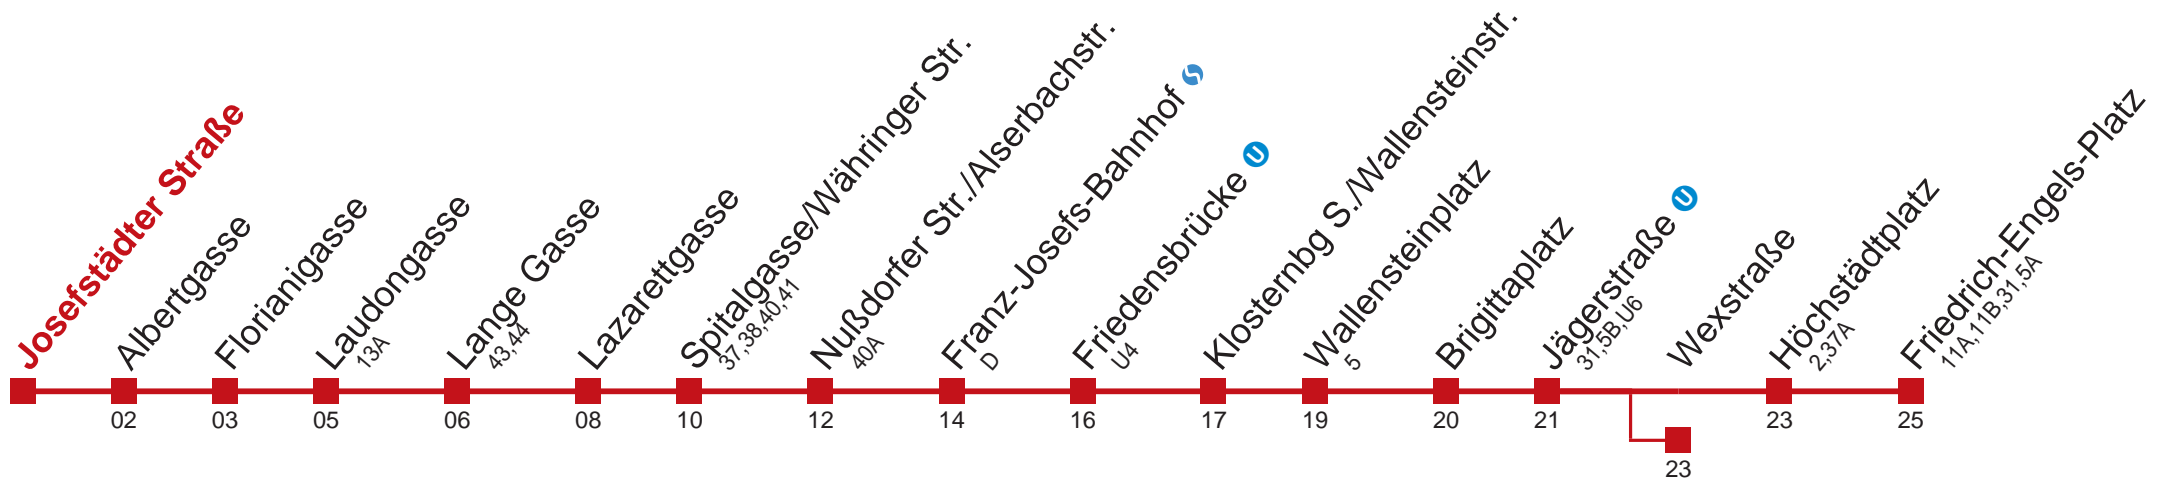 Josefstädter Straße
Albertgasse
Florianigasse
Laudongasse
13A
Lange Gasse
43,44
Lazarettgasse
Spitalgasse/Währinger Str.
37,38,40,41
Nußdorfer Str./Alserbachstr.
40A
Franz-Josefs-Bahnhof S
D
Friedensbrücke U
U4
Klosternbg S./Wallensteinstr.
Wallensteinplatz
5
Brigittaplatz
Jägerstraße U
31,5B,U6
Wexstraße
Höchstädtplatz
2,37A
Friedrich-Engels-Platz
11A,11B,31,5A
02 03 05 06 08 10 12 14 16 17 19 20 21 23 25
23